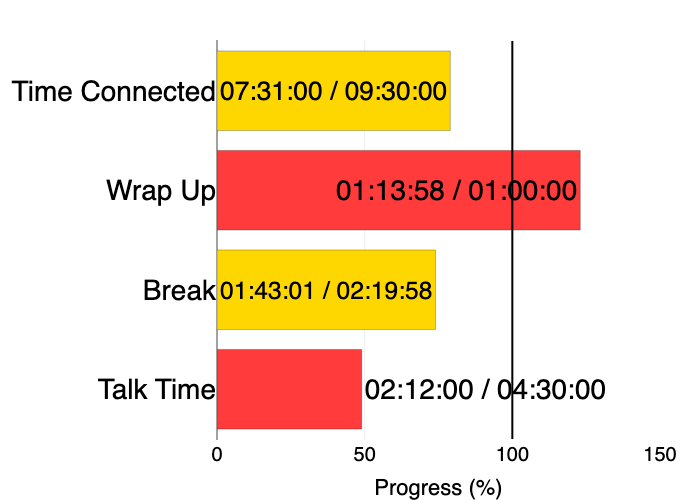 Time Connected 07:31:00 / 09:30:00
Wrap Up 01:13:58 / 01:00:00
Break 01:43:01 / 02:19:58
Talk Time 02:12:00 / 04:30:00
0 50 100 150
Progress (%)